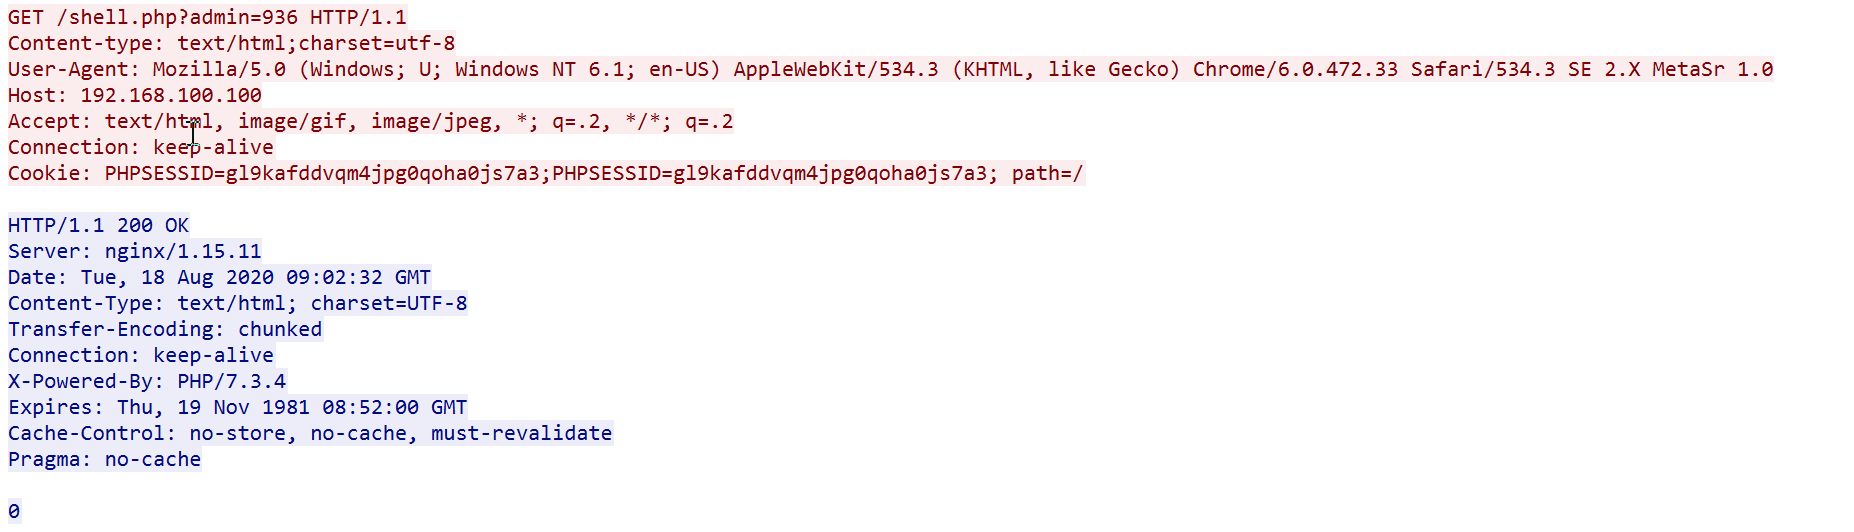 GET /shell.php?admin=936 HTTP/1.1
Content-type: text/html;charset=utf-8
User-Agent: Mozilla/5.0 (Windows; U; Windows NT 6.1; en-US) AppleWebKit/534.3 (KHTML, like Gecko) Chrome/6.0.472.33 Safari/534.3 SE 2.X MetaSr 1.0
Host: 192.168.100.100
Accept: text/html, image/gif, image/jpeg, *; q=.2, */*; q=.2
Connection: keep-alive
Cookie: PHPSESSID=gl9kafddvqm4jpg0qoha0js7a3;PHPSESSID=gl9kafddvqm4jpg0qoha0js7a3; path=/
HTTP/1.1 200 OK
Server: nginx/1.15.11
Date: Tue, 18 Aug 2020 09:02:32 GMT
Content-Type: text/html; charset=UTF-8
Transfer-Encoding: chunked
Connection: keep-alive
X-Powered-By: PHP/7.3.4
Expires: Thu, 19 Nov 1981 08:52:00 GMT
Cache-Control: no-store, no-cache, must-revalidate
Pragma: no-cache
0